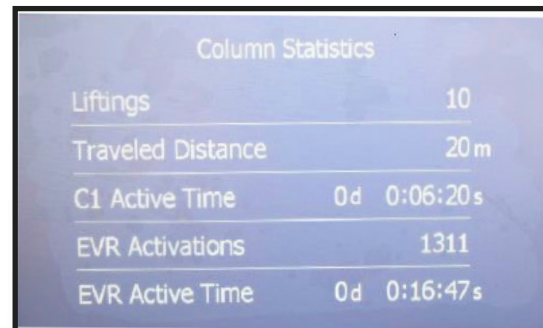 Column Statistics
Liftings 10
Traveled Distance 20 m
C1 Active Time 0 d 0:06:20 s
EVR Activations 1311
EVR Active Time 0 d 0:16:47 s